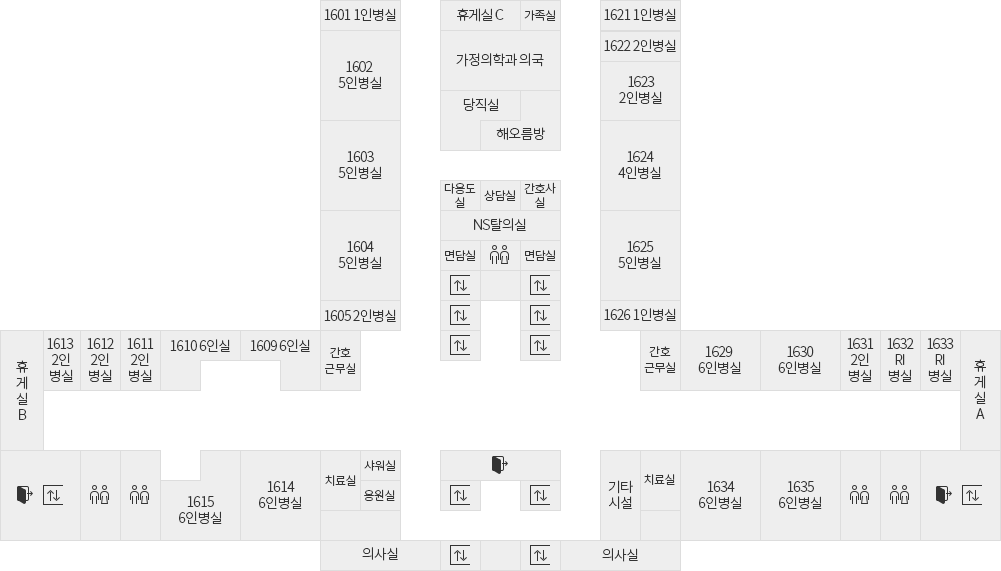 1601 1인병실
휴게실 C
가족실
1621 1인병실
1622 2인병실
1602
5인병실
가정의학과 의국
1623
2인병실
당직실
해오름방
1603
5인병실
1624
4인병실
다용도
실
상담실
간호사
실
NS탈의실
1604
5인병실
면담실
면담실
1625
5인병실
1605 2인병실
1626 1인병실
휴
게
실
B
1613
2인
병실
1612
2인
병실
1611
2인
병실
1610 6인실
1609 6인실
간호
근무실
간호
근무실
1629
6인병실
1630
6인병실
1631
2인
병실
1632
RI
병실
1633
RI
병실
휴
게
실
A
1615
6인병실
1614
6인병실
치료실
샤워실
응원실
기타
시설
치료실
1634
6인병실
1635
6인병실
의사실
의사실